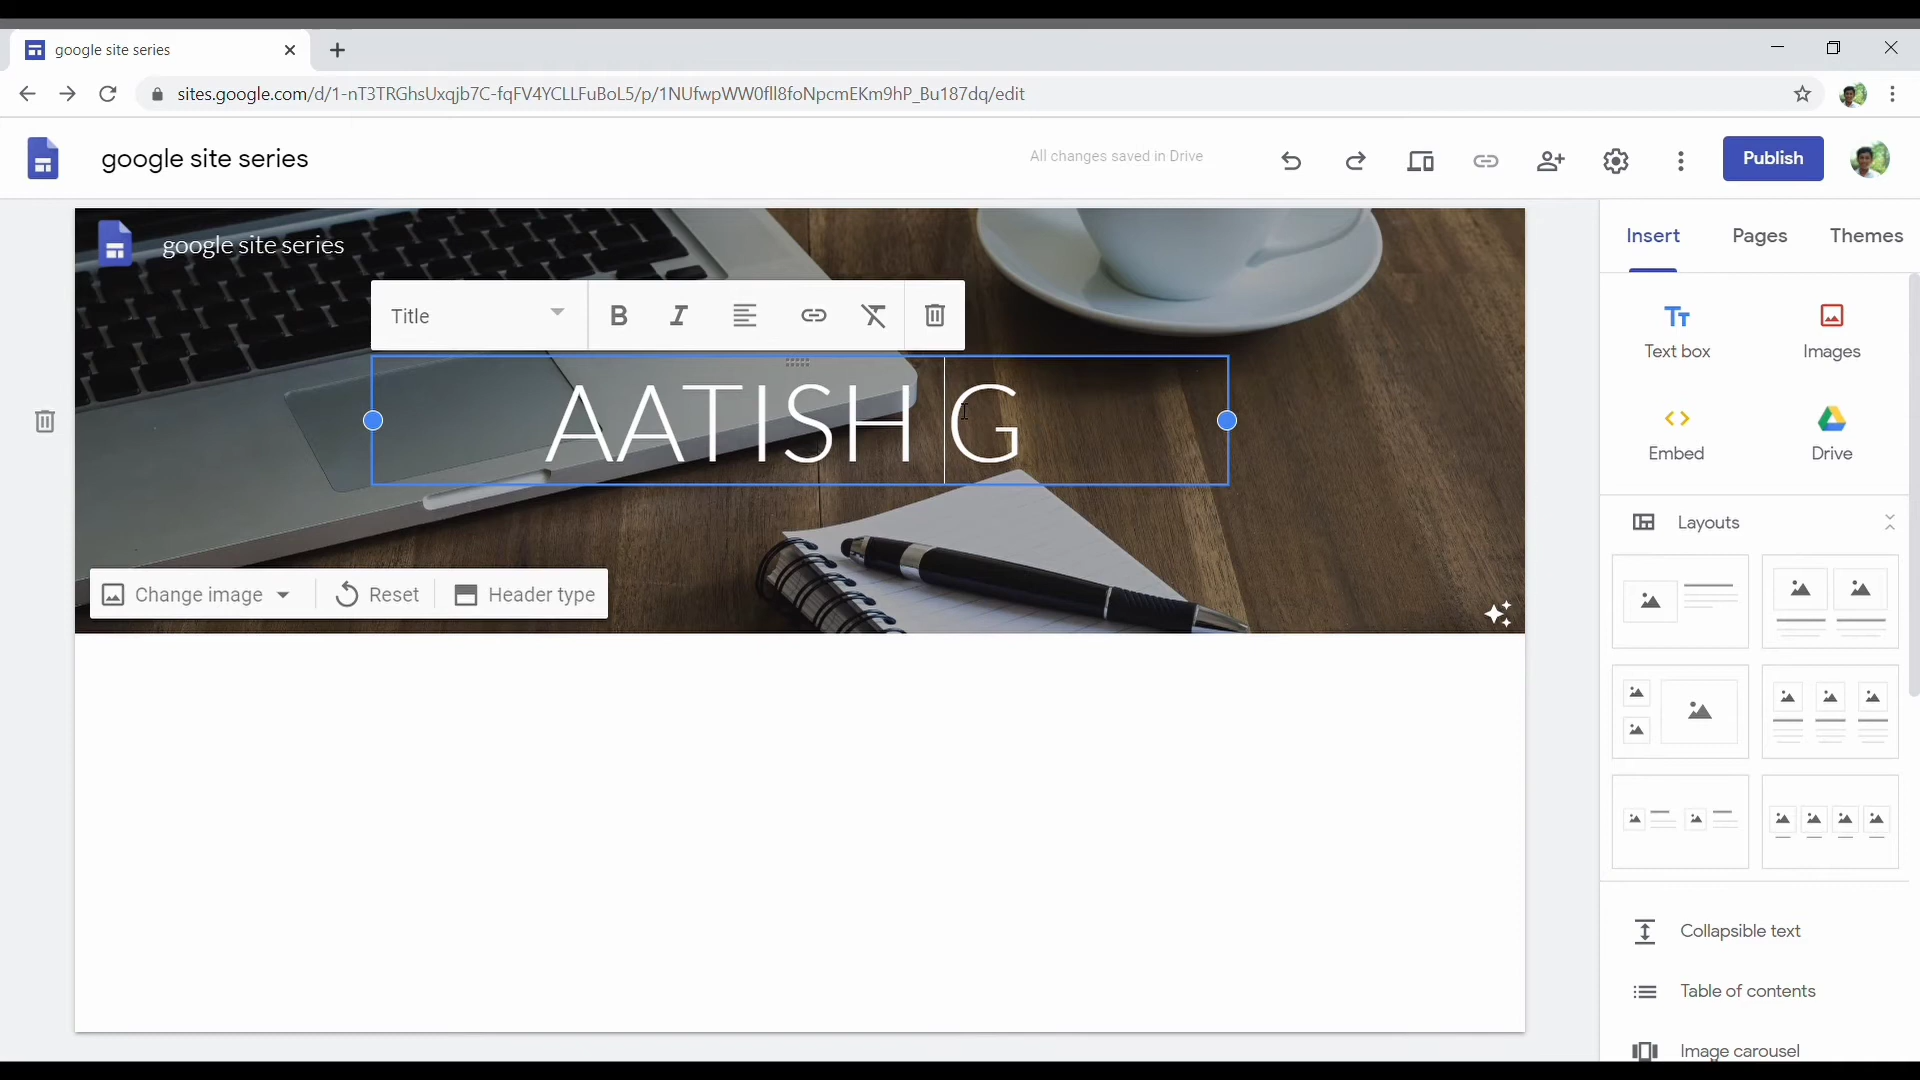 google site series
sites.google.com/d/1-nT3TRGhsUxqjb7C-fqFV4YCLLFuBoL5/p/1NUfwpWW0fll8foNpcmEKm9hP_Bu187dq/edit
google site series
All changes saved in Drive
Publish
google site series
Insert
Pages
Themes
Title
AATISH G
Text box
Images
Embed
Drive
Change image
Reset
Header type
Layouts
Collapsible text
Table of contents
Image carousel